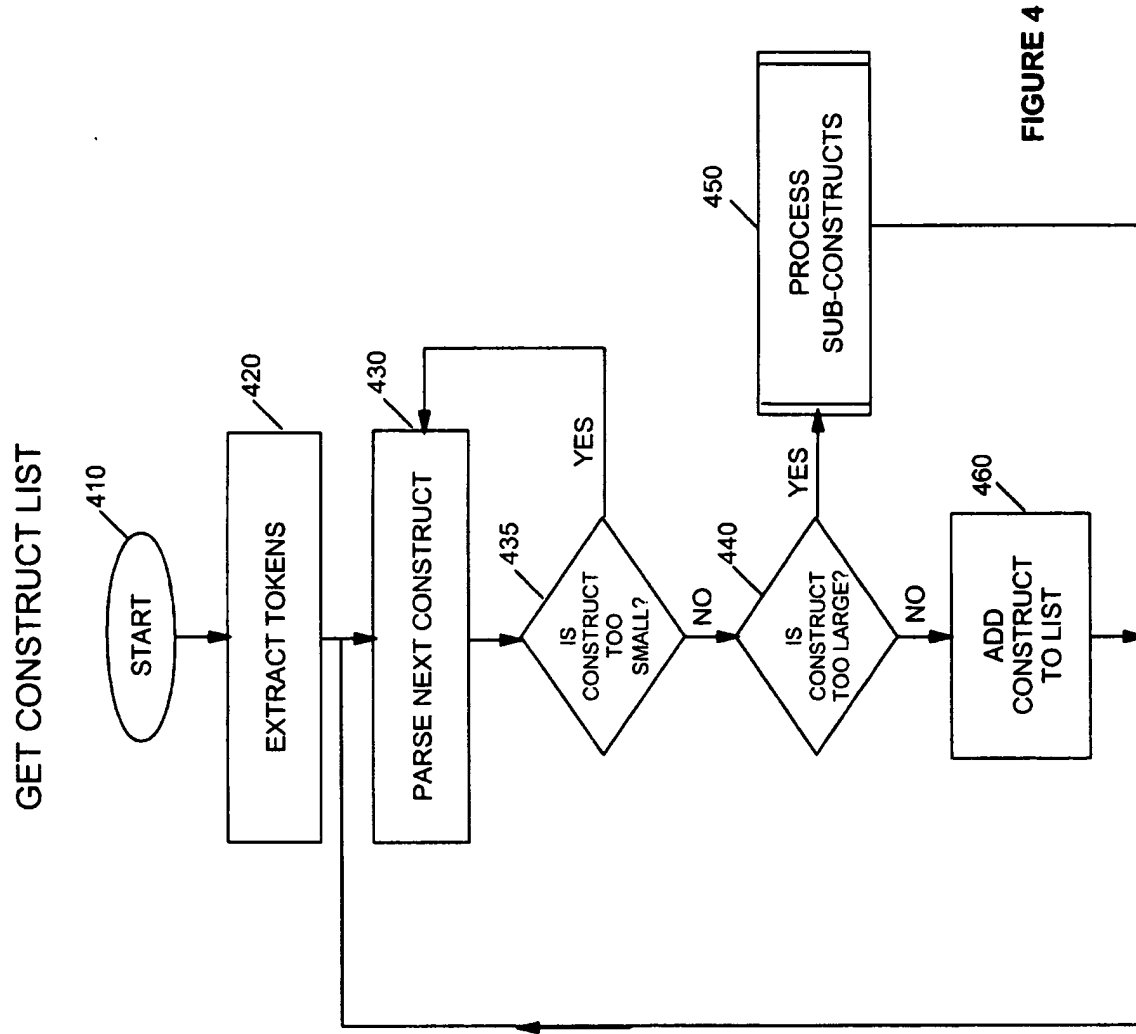 GET CONSTRUCT LIST
410
START
420
EXTRACT TOKENS
430
PARSE NEXT CONSTRUCT
435
IS
CONSTRUCT
TOO
SMALL?
YES
NO
440
IS
CONSTRUCT
TOO LARGE?
YES
NO
450
PROCESS
SUB-CONSTRUCTS
460
ADD
CONSTRUCT
TO LIST
FIGURE 4